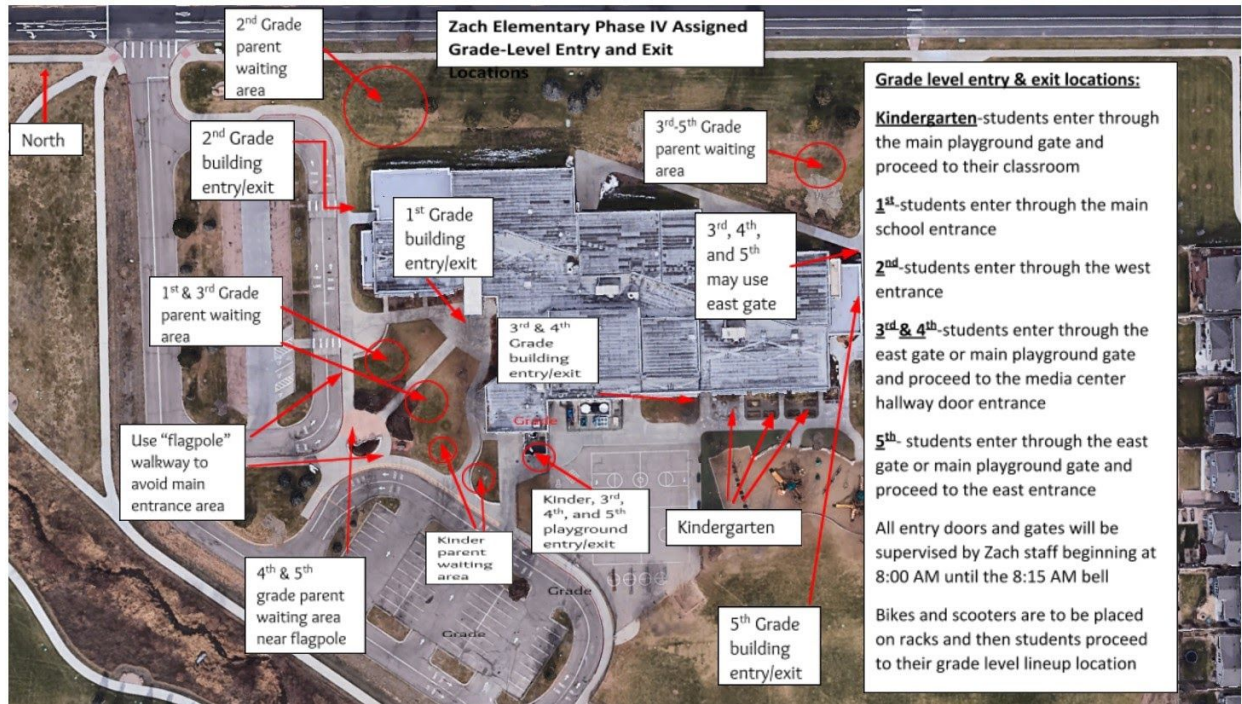 Zach Elementary Phase IV Assigned
Grade-Level Entry and Exit
Locations
2nd Grade
parent
waiting
area
North
2nd Grade
building
entry/exit
1st Grade
building
entry/exit
3rd-5th Grade
parent waiting
area
3rd, 4th,
and 5th
may use
east gate
1st & 3rd Grade
parent waiting
area
3rd & 4th
Grade
building
entry/exit
Grade
Use “flagpole”
walkway to
avoid main
entrance area
4th & 5th
grade parent
waiting area
near flagpole
Kinder
parent
waiting
area
Kinder, 3rd,
4th, and 5th
playground
entry/exit
Kindergarten
Grade
Grade
5th Grade
building
entry/exit
Grade level entry & exit locations:
Kindergarten-students enter through
the main playground gate and
proceed to their classroom
1st-students enter through the main
school entrance
2nd-students enter through the west
entrance
3rd & 4th-students enter through the
east gate or main playground gate
and proceed to the media center
hallway door entrance
5th- students enter through the east
gate or main playground gate and
proceed to the east entrance
All entry doors and gates will be
supervised by Zach staff beginning at
8:00 AM until the 8:15 AM bell
Bikes and scooters are to be placed
on racks and then students proceed
to their grade level lineup location